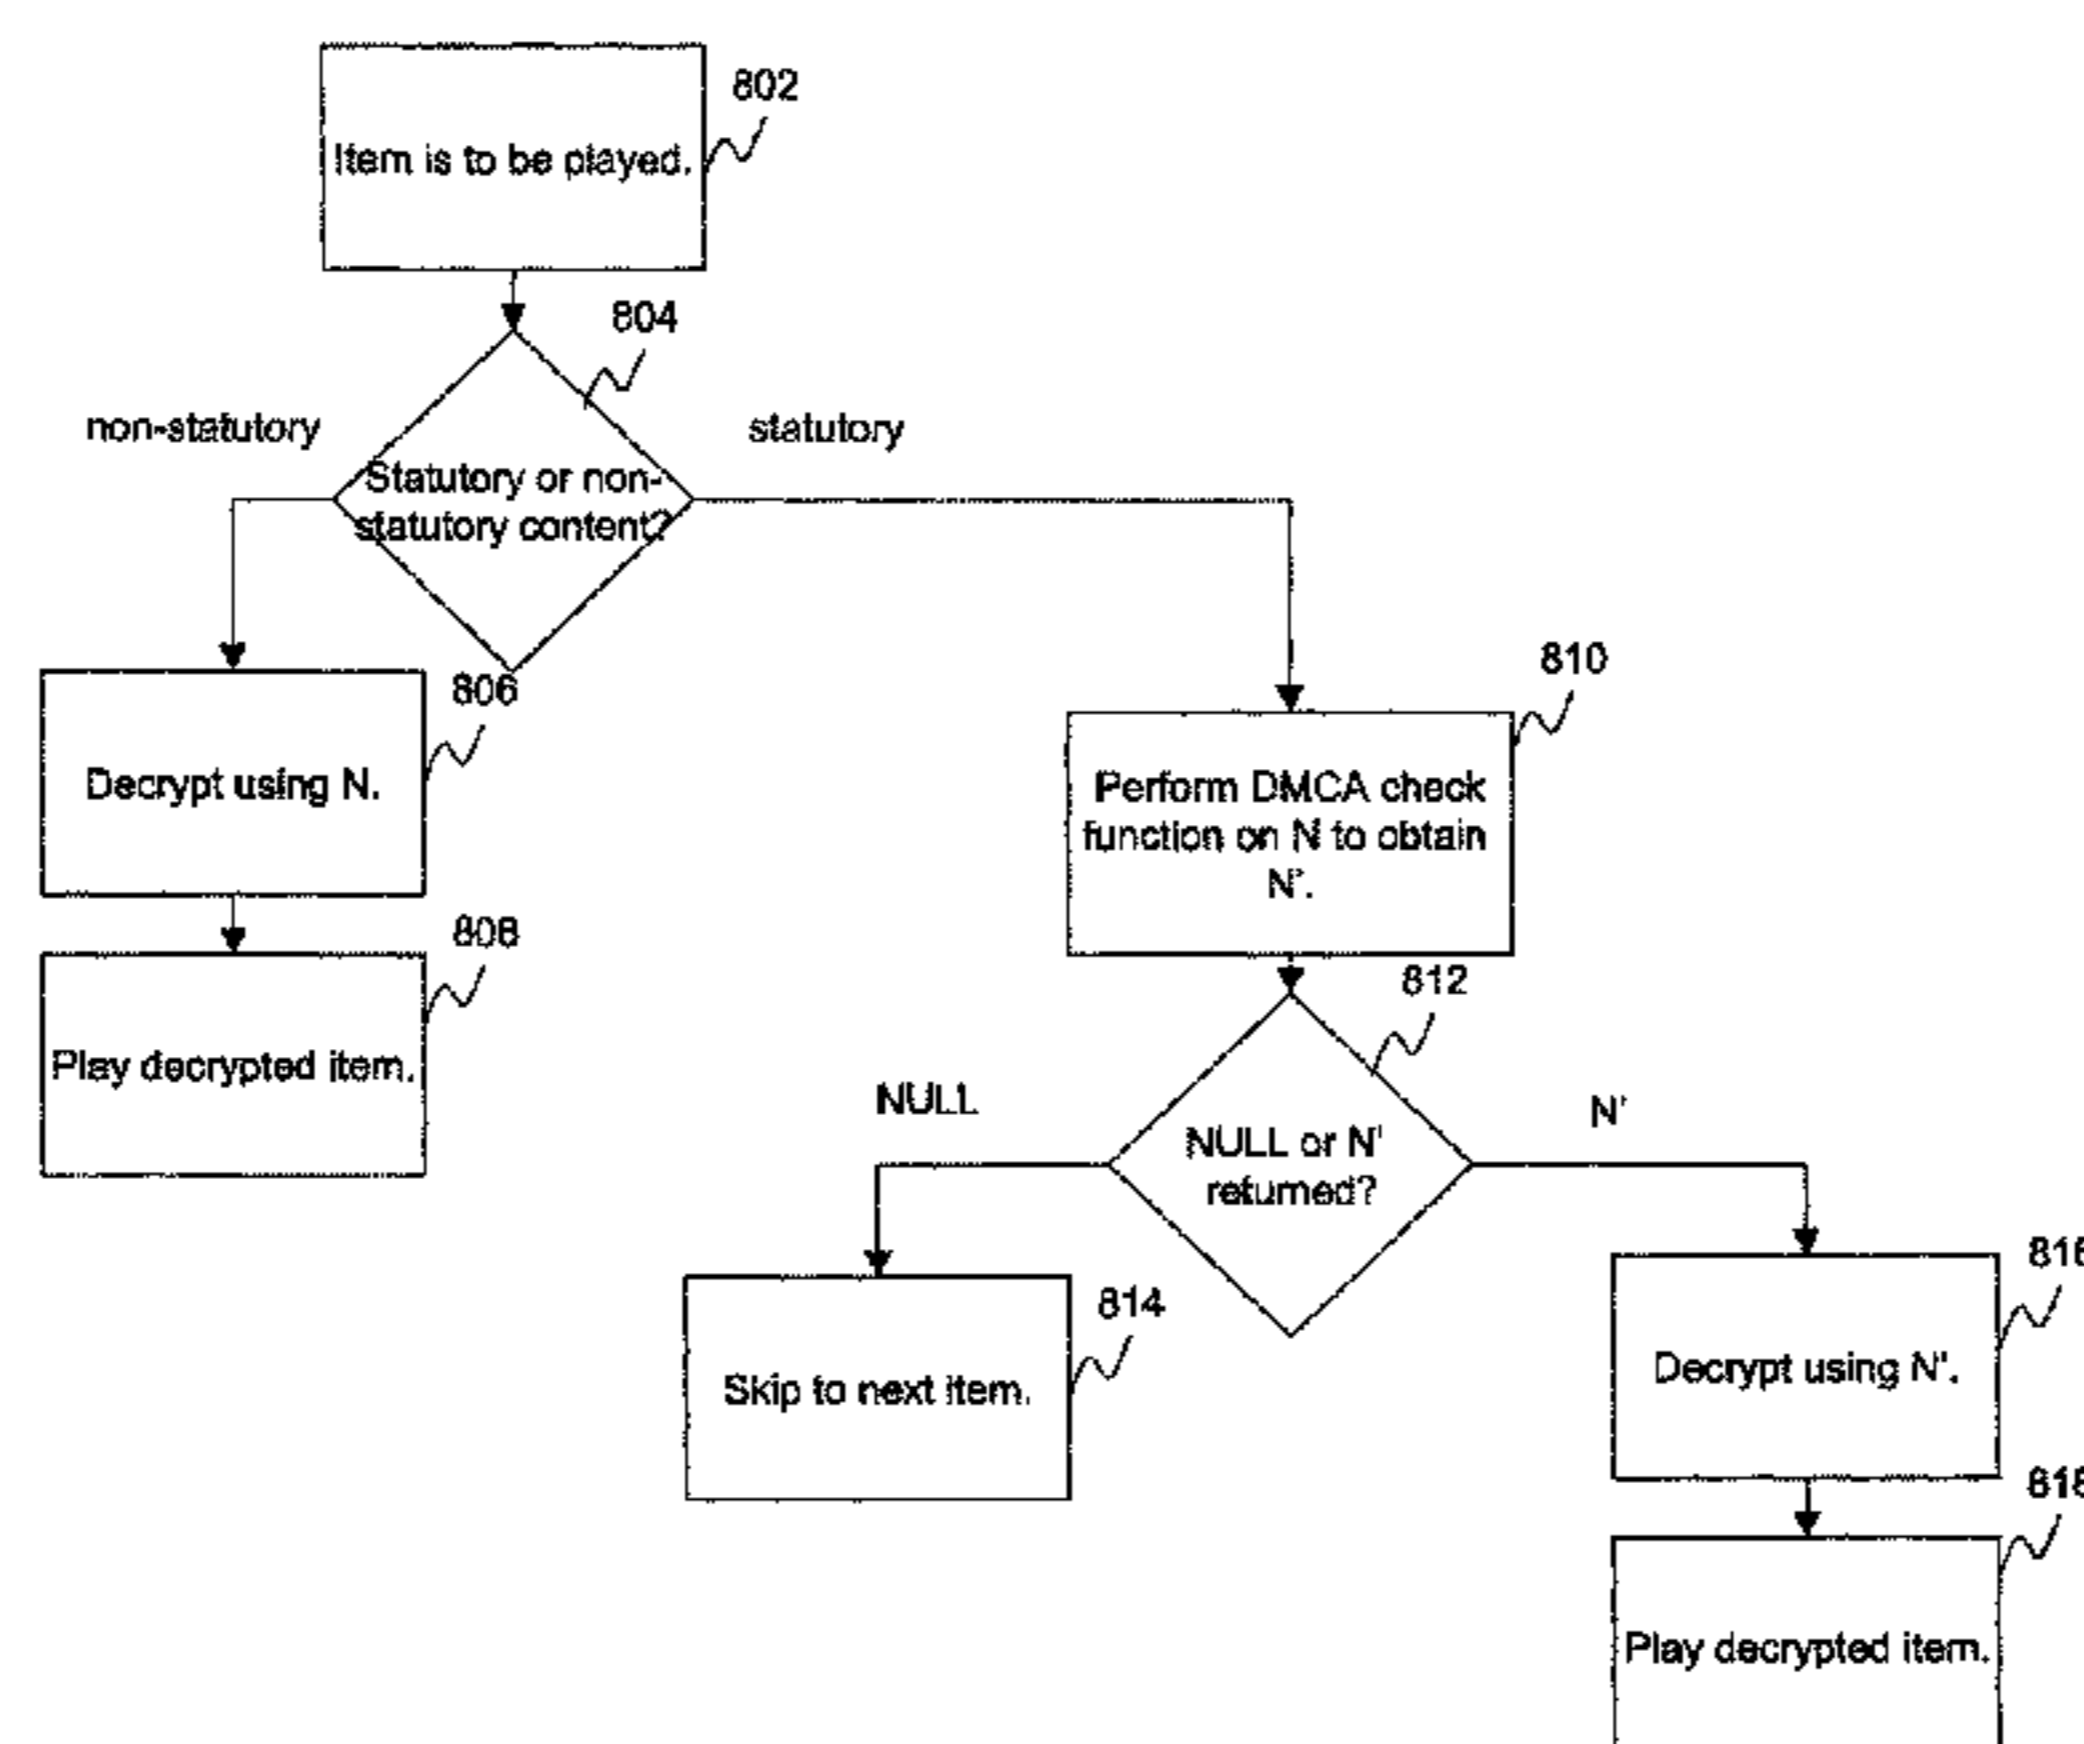 802
Item is to be played.
804
non-statutory
statutory
Statutory or non-
statutory content?
806
810
Decrypt using N.
Perform DMCA check
function on N to obtain
N'.
808
812
Play decrypted item.
NULL
N'
NULL or N'
returned?
814
Decrypt using N'.
Skip to next item.
Play decrypted item.